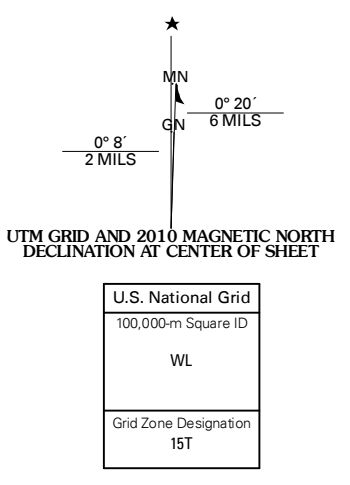 MN
0° 20´
6 MILS
GN
0° 8´
2 MILS
UTM GRID AND 2010 MAGNETIC NORTH
DECLINATION AT CENTER OF SHEET
U.S. National Grid
100,000-m Square ID
WL
Grid Zone Designation
15T